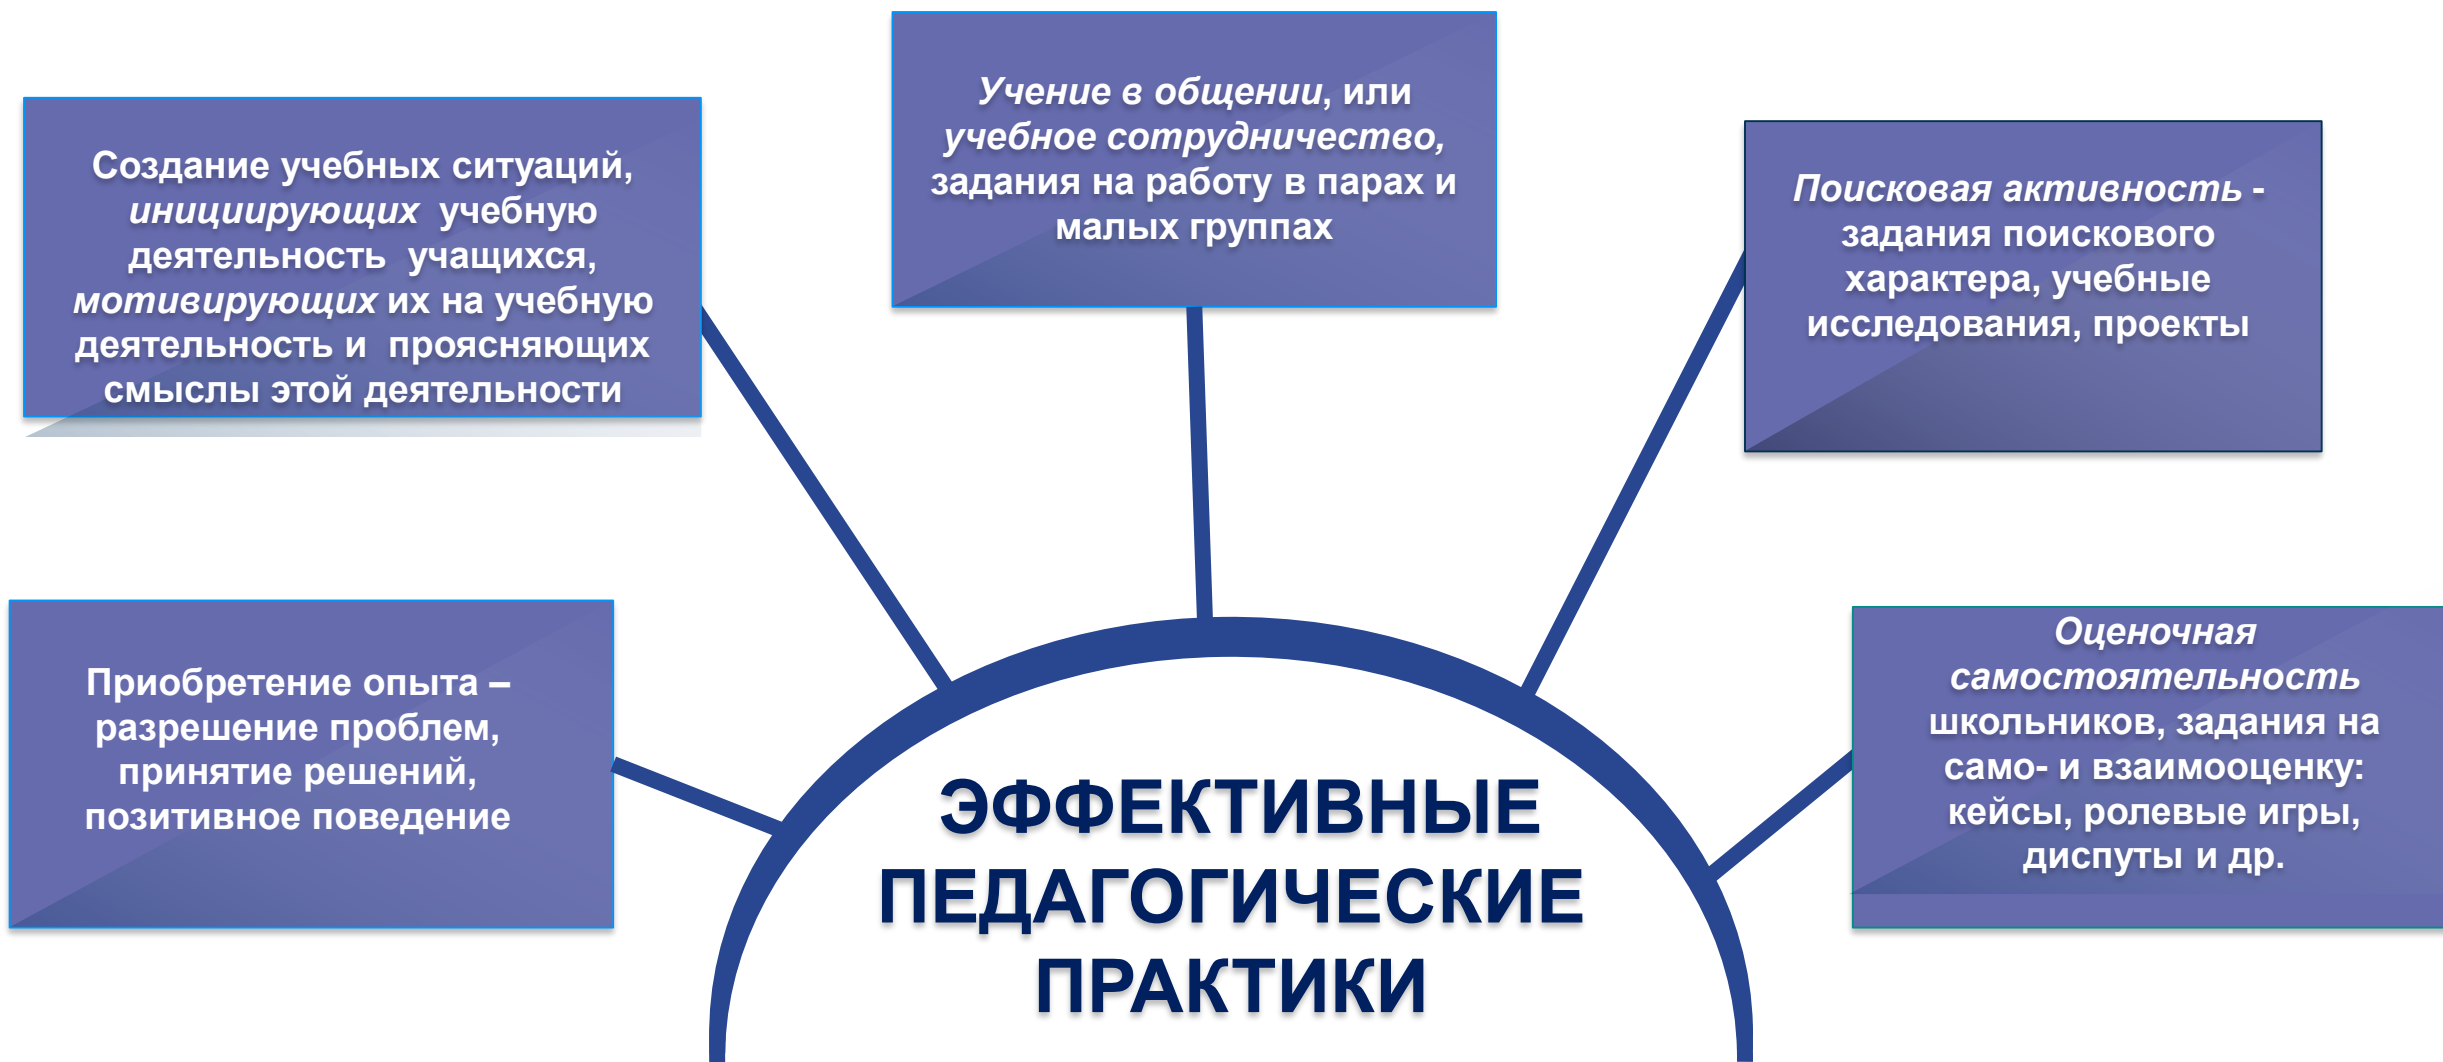 Учение в общении, или
учебное сотрудничество,
задания на работу в парах и
малых группах
Создание учебных ситуаций,
инициирующих учебную
деятельность учащихся,
мотивирующих их на учебную
деятельность и проясняющих
смыслы этой деятельности
Поисковая активность -
задания поискового
характера, учебные
исследования, проекты
Приобретение опыта –
разрешение проблем,
принятие решений,
позитивное поведение
Оценочная
самостоятельность
школьников, задания на
само- и взаимооценку:
кейсы, ролевые игры,
диспуты и др.
ЭФФЕКТИВНЫЕ
ПЕДАГОГИЧЕСКИЕ
ПРАКТИКИ